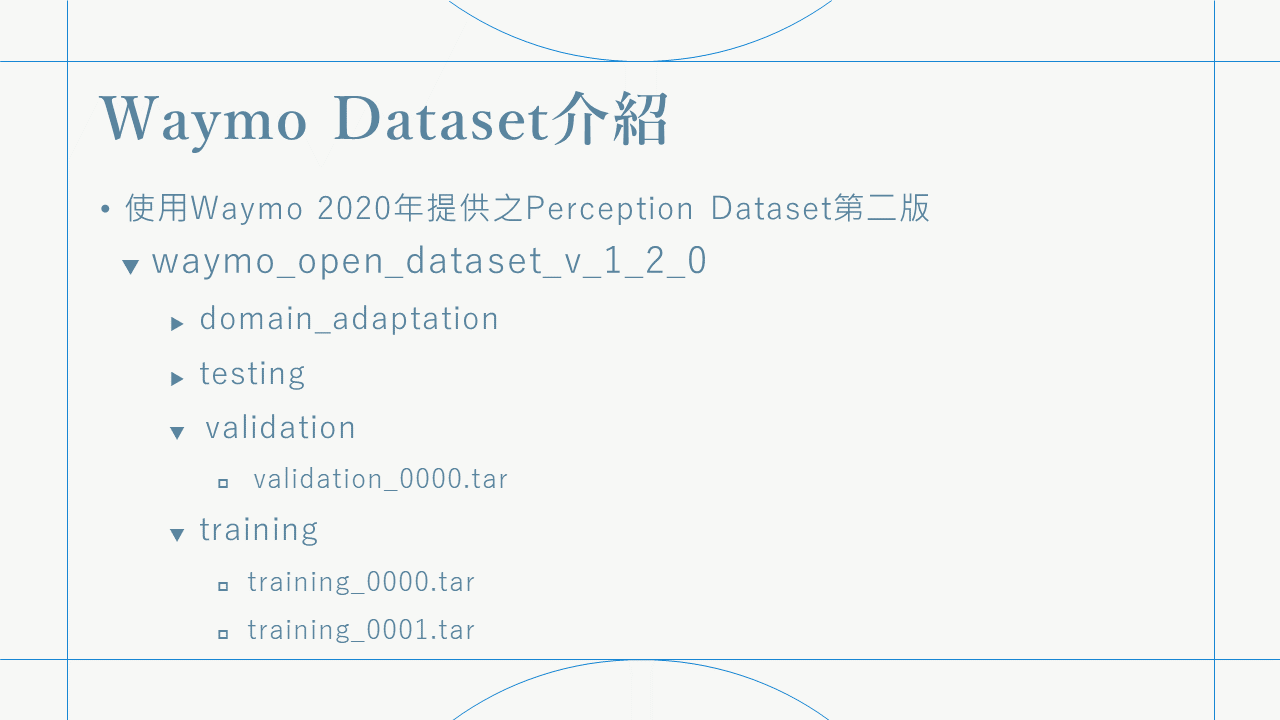 Waymo Dataset介紹
• 使用Waymo 2020年提供之Perception Dataset第二版
▼ waymo_open_dataset_v_1_2_0
▶ domain_adaptation
▶ testing
▼ validation
▫ validation_0000.tar
▼ training
▫ training_0000.tar
▫ training_0001.tar